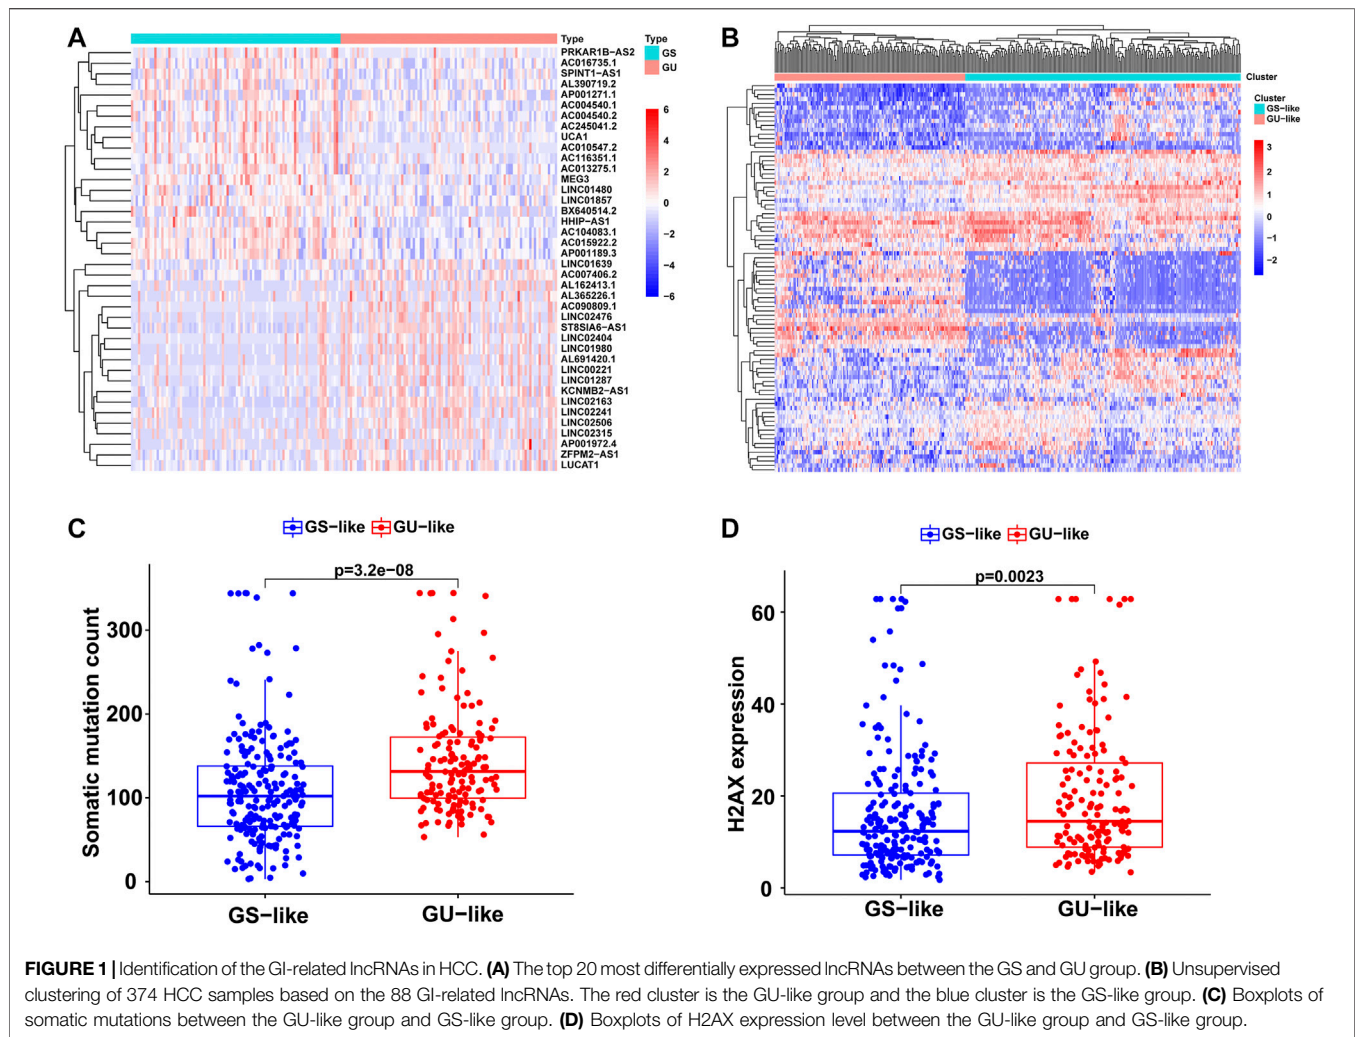 A
Type
PRKAR1B−AS2
AC016735.1
SPINT1−AS1
AL390719.2
AP001271.1
AC004540.1
AC004540.2
AC245041.2
UCA1
AC010547.2
AC116351.1
AC013275.1
MEG3
LINC01480
LINC01857
BX640514.2
HHIP−AS1
AC104083.1
AC015922.2
AP001189.3
LINC01639
AC007406.2
AL162413.1
AL365226.1
AC090809.1
LINC02476
ST8SIA6−AS1
LINC02404
LINC01980
AL691420.1
LINC00221
LINC01287
KCNMB2−AS1
LINC02163
LINC02241
LINC02506
LINC02315
AP001972.4
ZFPM2−AS1
LUCAT1
Type
GS
GU
6
4
2
0
−2
−4
−6
B
Cluster
Cluster
GS−like
GU−like
3
2
1
0
−1
−2
C
GS−like GU−like
p=3.2e−08
Somatic mutation count
300
200
100
0
GS−like GU−like
D
GS−like GU−like
p=0.0023
H2AX expression
60
40
20
0
GS−like GU−like
FIGURE 1 | Identification of the GI-related lncRNAs in HCC. (A) The top 20 most differentially expressed lncRNAs between the GS and GU group. (B) Unsupervised
clustering of 374 HCC samples based on the 88 GI-related lncRNAs. The red cluster is the GU-like group and the blue cluster is the GS-like group. (C) Boxplots of
somatic mutations between the GU-like group and GS-like group. (D) Boxplots of H2AX expression level between the GU-like group and GS-like group.